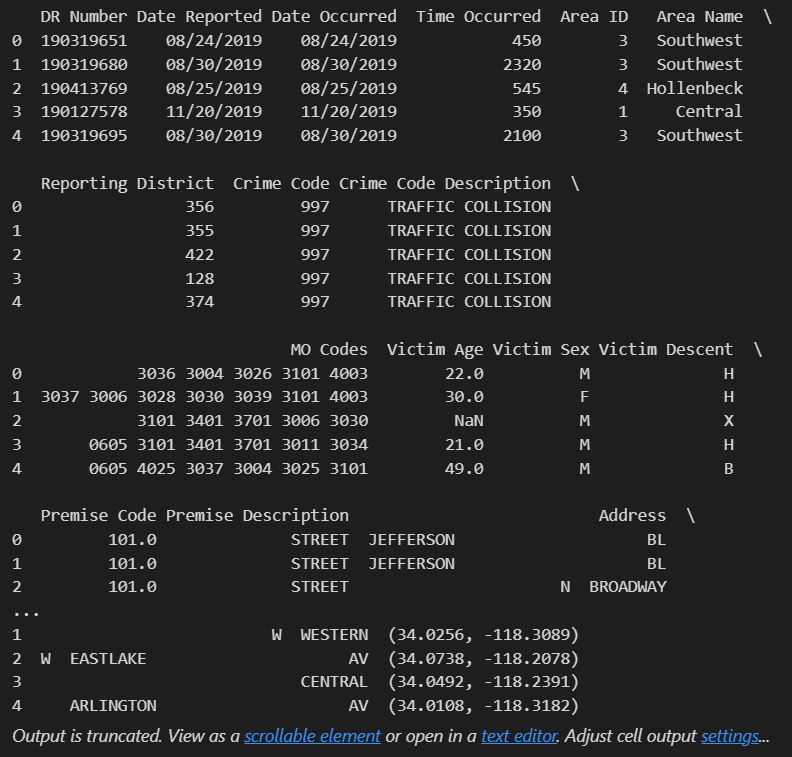 DR Number Date Reported Date Occurred  Time Occurred  Area ID   Area Name  \
0  190319651    08/24/2019    08/24/2019            450        3   Southwest
1  190319680    08/30/2019    08/30/2019           2320        3   Southwest
2  190413769    08/25/2019    08/25/2019            545        4  Hollenbeck
3  190127578    11/20/2019    11/20/2019            350        1     Central
4  190319695    08/30/2019    08/30/2019           2100        3   Southwest
   Reporting District  Crime Code Crime Code Description  \
0                 356         997      TRAFFIC COLLISION
1                 355         997      TRAFFIC COLLISION
2                 422         997      TRAFFIC COLLISION
3                 128         997      TRAFFIC COLLISION
4                 374         997      TRAFFIC COLLISION
                             MO Codes  Victim Age Victim Sex Victim Descent  \
0            3036 3004 3026 3101 4003        22.0          M              H
1  3037 3006 3028 3030 3039 3101 4003        30.0          F              H
2            3101 3401 3701 3006 3030         NaN          M              X
3       0605 3101 3401 3701 3011 3034        21.0          M              H
4       0605 4025 3037 3004 3025 3101        49.0          M              B
   Premise Code Premise Description                          Address  \
0         101.0              STREET  JEFFERSON                    BL
1         101.0              STREET  JEFFERSON                    BL
2         101.0              STREET                      N  BROADWAY
...
1                          W  WESTERN  (34.0256, -118.3089)
2  W  EASTLAKE                     AV  (34.0738, -118.2078)
3                             CENTRAL  (34.0492, -118.2391)
4     ARLINGTON                    AV  (34.0108, -118.3182)
Output is truncated. View as a scrollable element or open in a text editor. Adjust cell output settings...